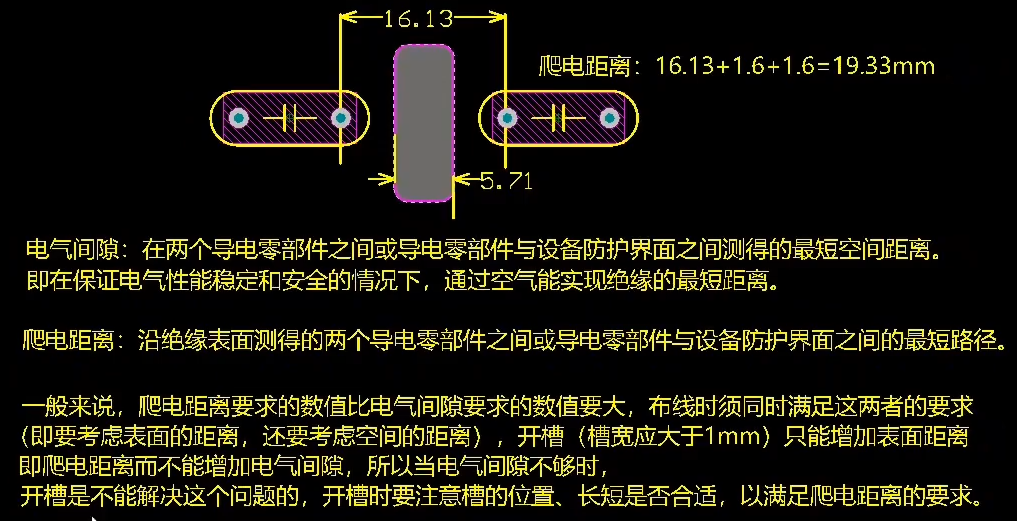 16.13
爬电距离：16.13+1.6+1.6=19.33mm
5.71
电气间隙：在两个导电零部件之间或导电零部件与设备防护界面之间测得的最短空间距离。
即在保证电气性能稳定和安全的情况下，通过空气能实现绝缘的最短距离。
爬电距离：沿绝缘表面测得的两个导电零部件之间或导电零部件与设备防护界面之间的最短路径。
一般来说，爬电距离要求的数值比电气间隙要求的数值要大，布线时须同时满足这两者的要求
（即要考虑表面的距离，还要考虑空间的距离），开槽（槽宽应大于1mm）只能增加表面距离
即爬电距离而不能增加电气间隙，所以当电气间隙不够时，
开槽是不能解决这个问题的，开槽时要注意槽的位置、长短是否合适，以满足爬电距离的要求。